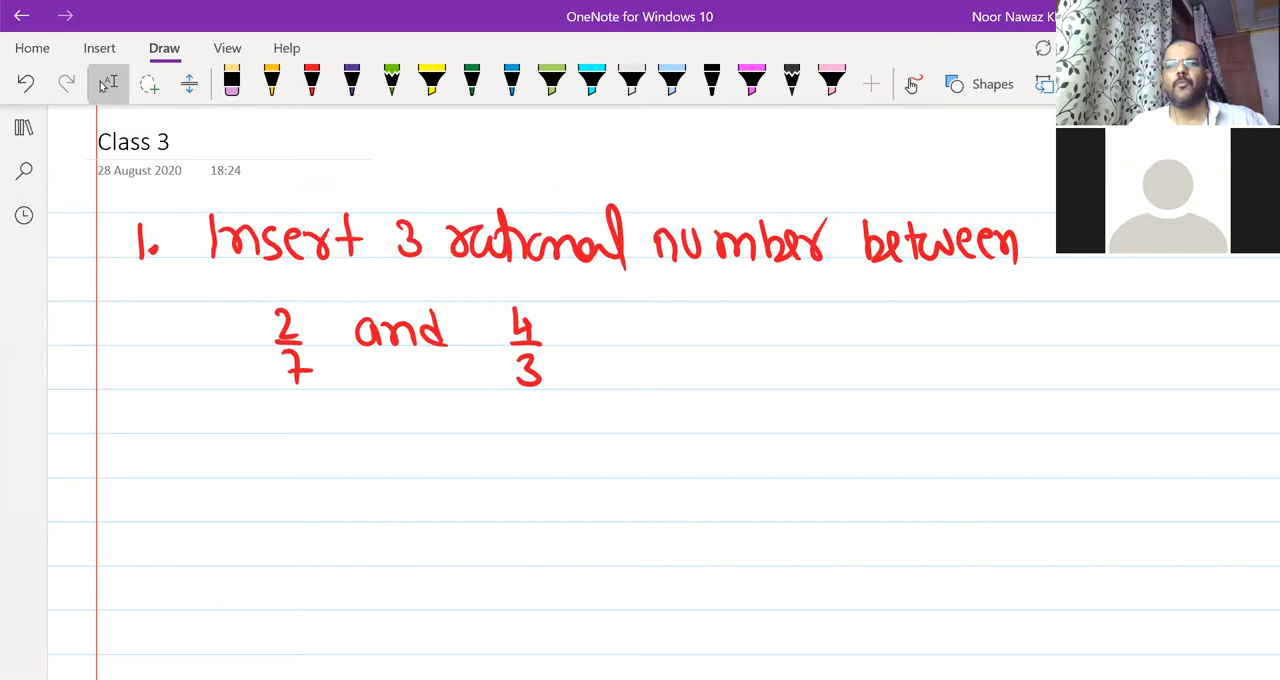 OneNote for Windows 10
Noor Nawaz K
Home Insert Draw View Help
Shapes
Class 3
28 August 2020 18:24
1. Insert 3 rational number between
2/7 and 4/3